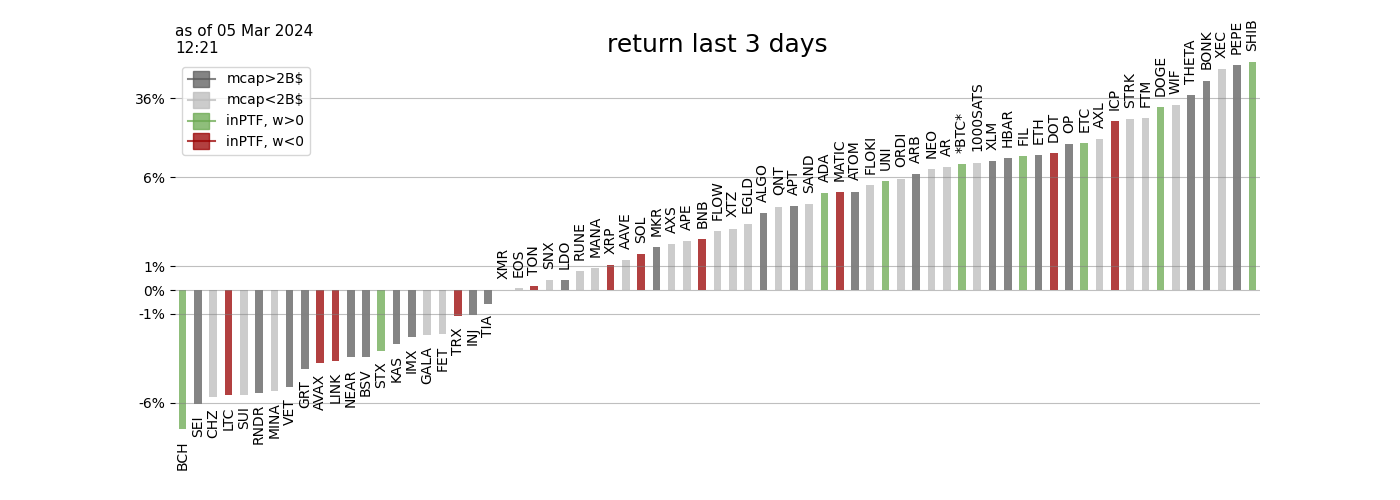 as of 05 Mar 2024
12:21
return last 3 days
mcap>2B$
mcap<2B$
inPTF, w>0
inPTF, w<0
36%
6%
1%
0%
-1%
-6%
BCH
SEI
CHZ
LTC
SUI
RNDR
MINA
VET
GRT
AVAX
LINK
NEAR
BSV
STX
KAS
IMX
GALA
FET
TRX
INJ
TIA
XMR
EOS
TON
SNX
LDO
RUNE
MANA
XRP
AAVE
SOL
MKR
AXS
APE
BNB
FLOW
XTZ
EGLD
ALGO
QNT
APT
SAND
ADA
MATIC
ATOM
FLOKI
UNI
ORDI
ARB
NEO
AR
*BTC*
1000SATS
XLM
HBAR
FIL
ETH
DOT
OP
ETC
AXL
ICP
STRK
FTM
DOGE
WIF
THETA
BONK
XEC
PEPE
SHIB